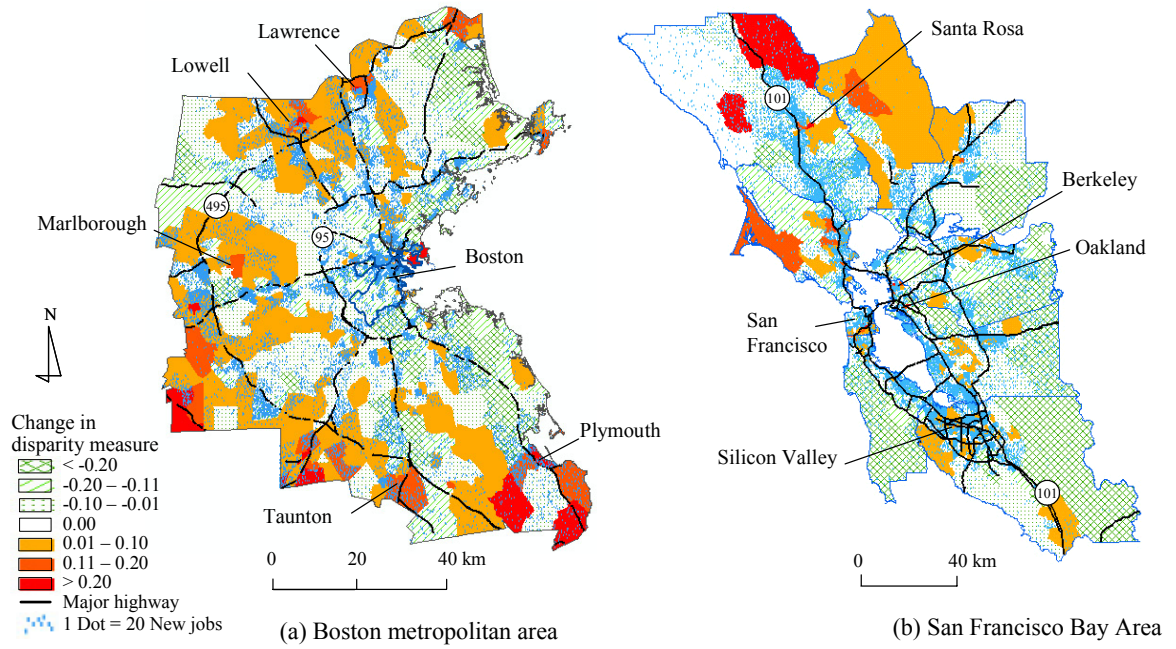 Lawrence
Lowell
495
Marlborough
95
Boston
N
Change in
disparity measure
< -0.20
-0.20 – -0.11
-0.10 – -0.01
0.00
0.01 – 0.10
0.11 – 0.20
> 0.20
Major highway
1 Dot = 20 New jobs
Plymouth
Taunton
0 20 40 km
(a) Boston metropolitan area
Santa Rosa
101
Berkeley
Oakland
San
Francisco
Silicon Valley
101
0 40 km
(b) San Francisco Bay Area